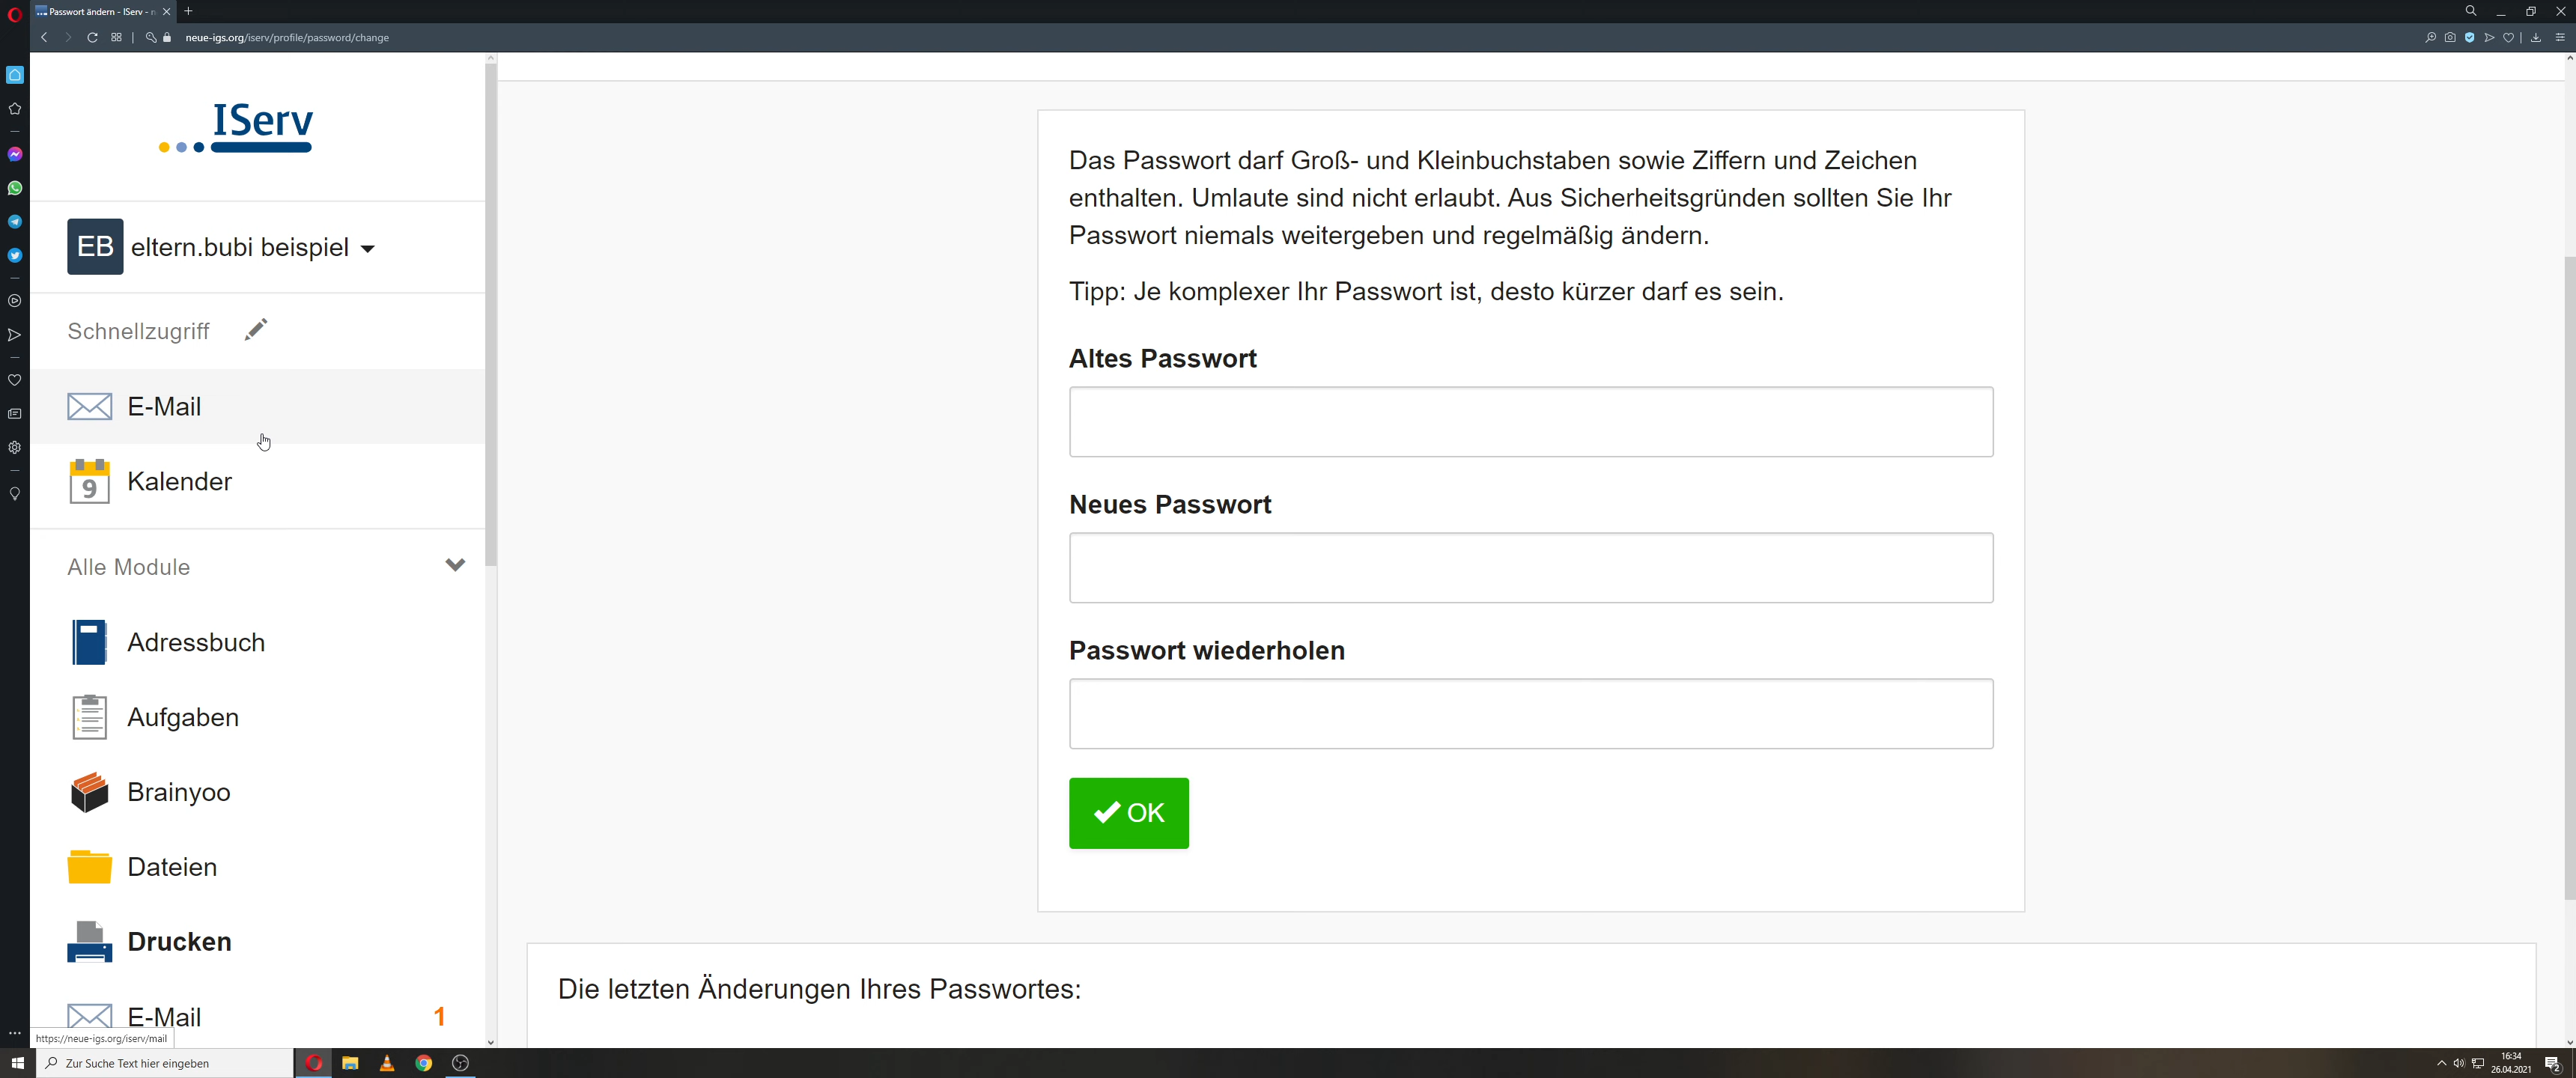 Passwort ändern - IServ - n
neue-igs.org/iserv/profile/password/change
IServ
EB eltern.bubi beispiel
Schnellzugriff
E-Mail
9 Kalender
Alle Module
Adressbuch
Aufgaben
Brainyoo
Dateien
Drucken
E-Mail 1
https://neue-igs.org/iserv/mail
Das Passwort darf Groß- und Kleinbuchstaben sowie Ziffern und Zeichen
enthalten. Umlaute sind nicht erlaubt. Aus Sicherheitsgründen sollten Sie Ihr
Passwort niemals weitergeben und regelmäßig ändern.
Tipp: Je komplexer Ihr Passwort ist, desto kürzer darf es sein.
Altes Passwort
Neues Passwort
Passwort wiederholen
OK
Die letzten Änderungen Ihres Passwortes:
Zur Suche Text hier eingeben
16:34
26.04.2021
2